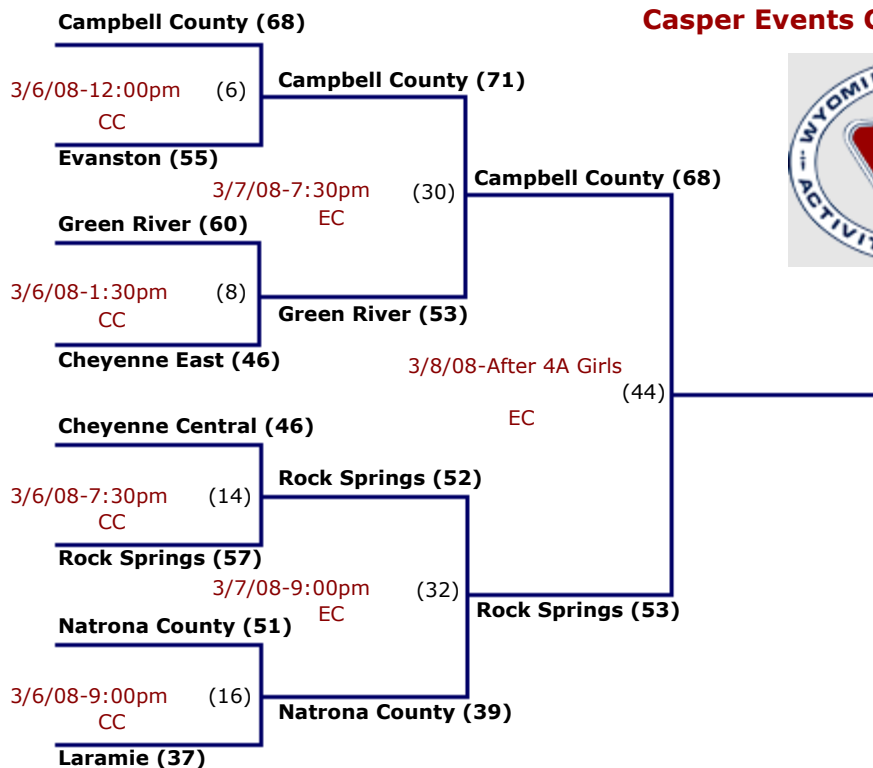 Campbell County (68)
Casper Events
3/6/08-12:00pm
(6)
CC
Campbell County (71)
Evanston (55)
3/7/08-7:30pm
(30)
EC
Campbell County (68)
Green River (60)
3/6/08-1:30pm
(8)
CC
Green River (53)
Cheyenne East (46)
3/8/08-After 4A Girls
(44)
EC
Cheyenne Central (46)
Rock Springs (52)
3/6/08-7:30pm
(14)
CC
Rock Springs (57)
3/7/08-9:00pm
(32)
EC
Rock Springs (53)
Natrona County (51)
3/6/08-9:00pm
(16)
CC
Natrona County (39)
Laramie (37)